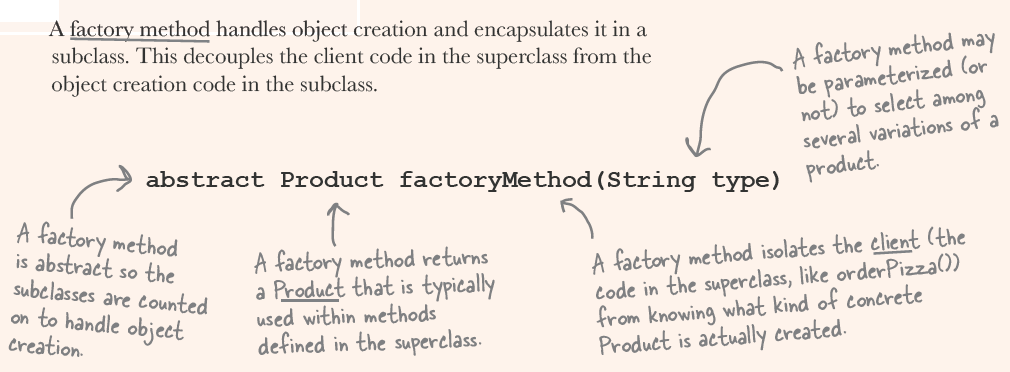 A factory method handles object creation and encapsulates it in a
subclass. This decouples the client code in the superclass from the
object creation code in the subclass.
A factory method may
be parameterized (or
not) to select among
several variations of a
product.
abstract Product factoryMethod(String type)
A factory method
is abstract so the
subclasses are counted
on to handle object
creation.
A factory method returns
a Product that is typically
used within methods
defined in the superclass.
A factory method isolates the client (the
code in the superclass, like orderPizza())
from knowing what kind of concrete
Product is actually created.